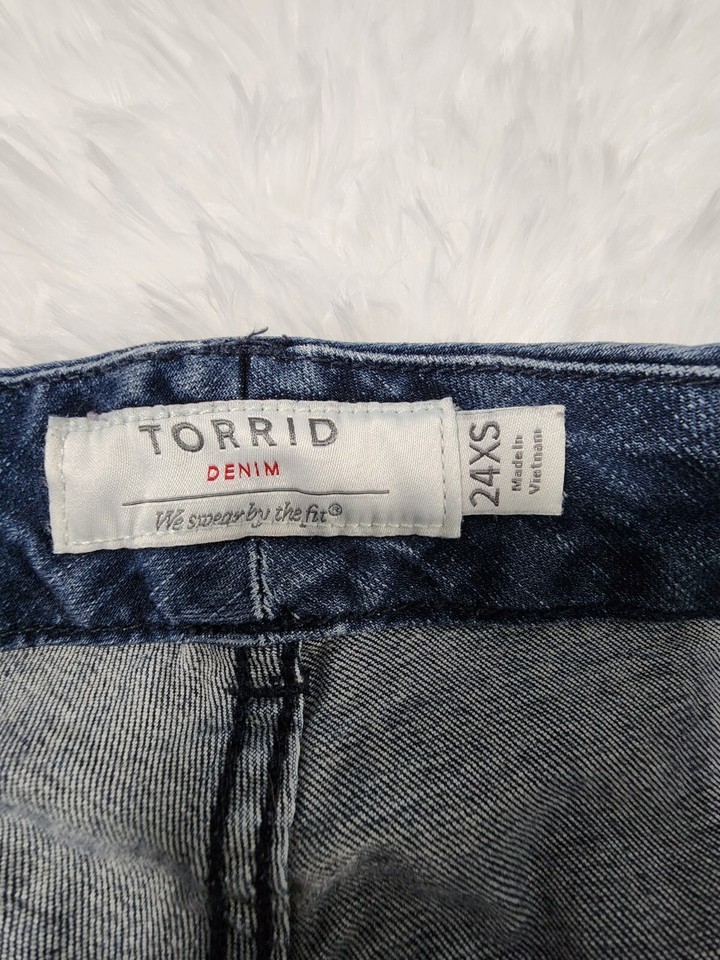 TORRID
DENIM
We swear by the fit®
24XS
Made In
Vietnam